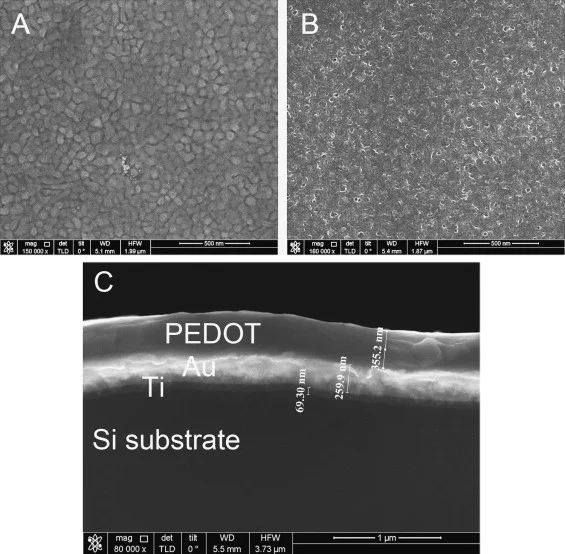 A
mag
det
tilt
WD
HFW
500 nm
150 000 x
TLD
0 °
5.1 mm
1.99 µm
B
mag
det
tilt
WD
HFW
500 nm
160 000 x
TLD
0 °
5.4 mm
1.87 µm
C
PEDOT
Au
Ti
Si substrate
69.30 nm
259.9 nm
355.2 nm
mag
det
tilt
WD
HFW
1 µm
80 000 x
TLD
0 °
5.5 mm
3.73 µm